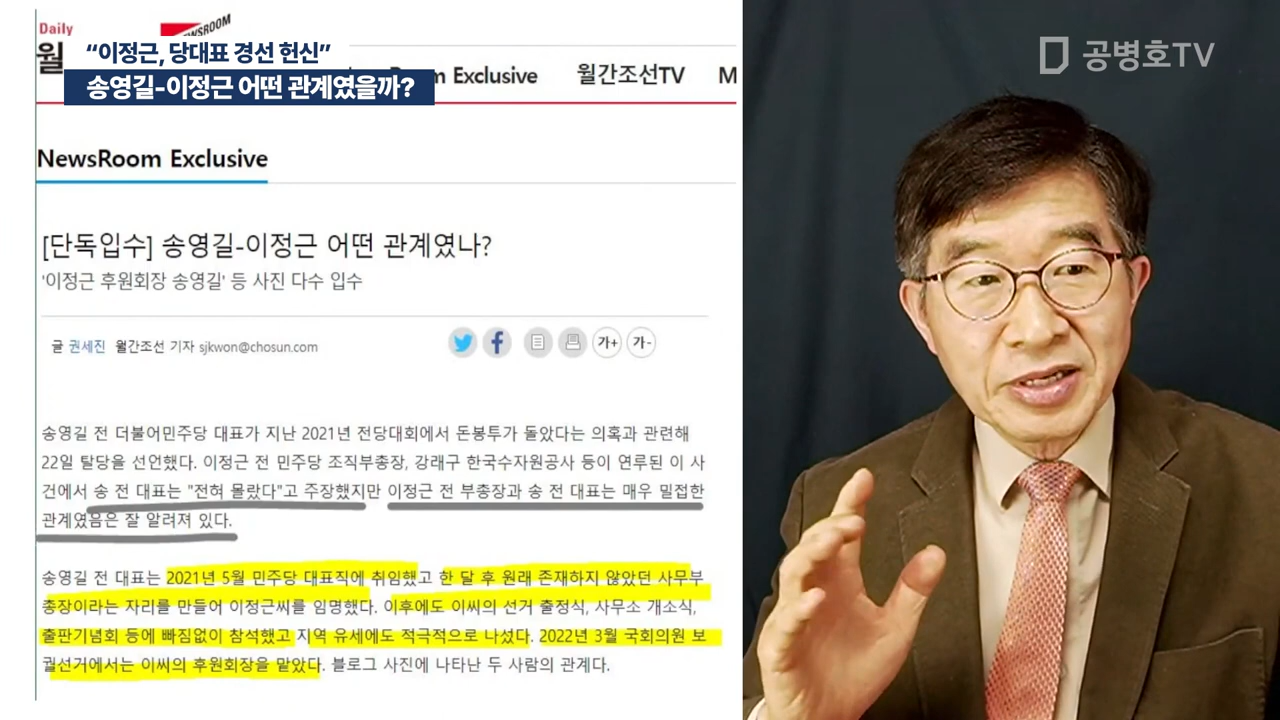 Daily
월
"이정근, 당대표 경선 헌신"
송영길-이정근 어떤 관계였을까?
공병호TV
m Exclusive 월간조선TV M
NewsRoom Exclusive
[단독입수] 송영길-이정근 어떤 관계였나?
'이정근 후원회장 송영길' 등 사진 다수 입수
글 권세진 월간조선 기자 sjkwon@chosun.com
가+ 가-
송영길 전 더불어민주당 대표가 지난 2021년 전당대회에서 돈봉투가 돌았다는 의혹과 관련해
22일 탈당을 선언했다. 이정근 전 민주당 조직부총장, 강래구 한국수자원공사 등이 연루된 이 사
건에서 송 전 대표는 "전혀 몰랐다"고 주장했지만 이정근 전 부총장과 송 전 대표는 매우 밀접한
관계였음은 잘 알려져 있다.
송영길 전 대표는 2021년 5월 민주당 대표직에 취임했고 한 달 후 원래 존재하지 않았던 사무부
총장이라는 자리를 만들어 이정근씨를 임명했다. 이후에도 이씨의 선거 출정식, 사무소 개소식,
출판기념회 등에 빠짐없이 참석했고 지역 유세에도 적극적으로 나섰다. 2022년 3월 국회의원 보
궐선거에서는 이씨의 후원회장을 맡았다. 블로그 사진에 나타난 두 사람의 관계다.